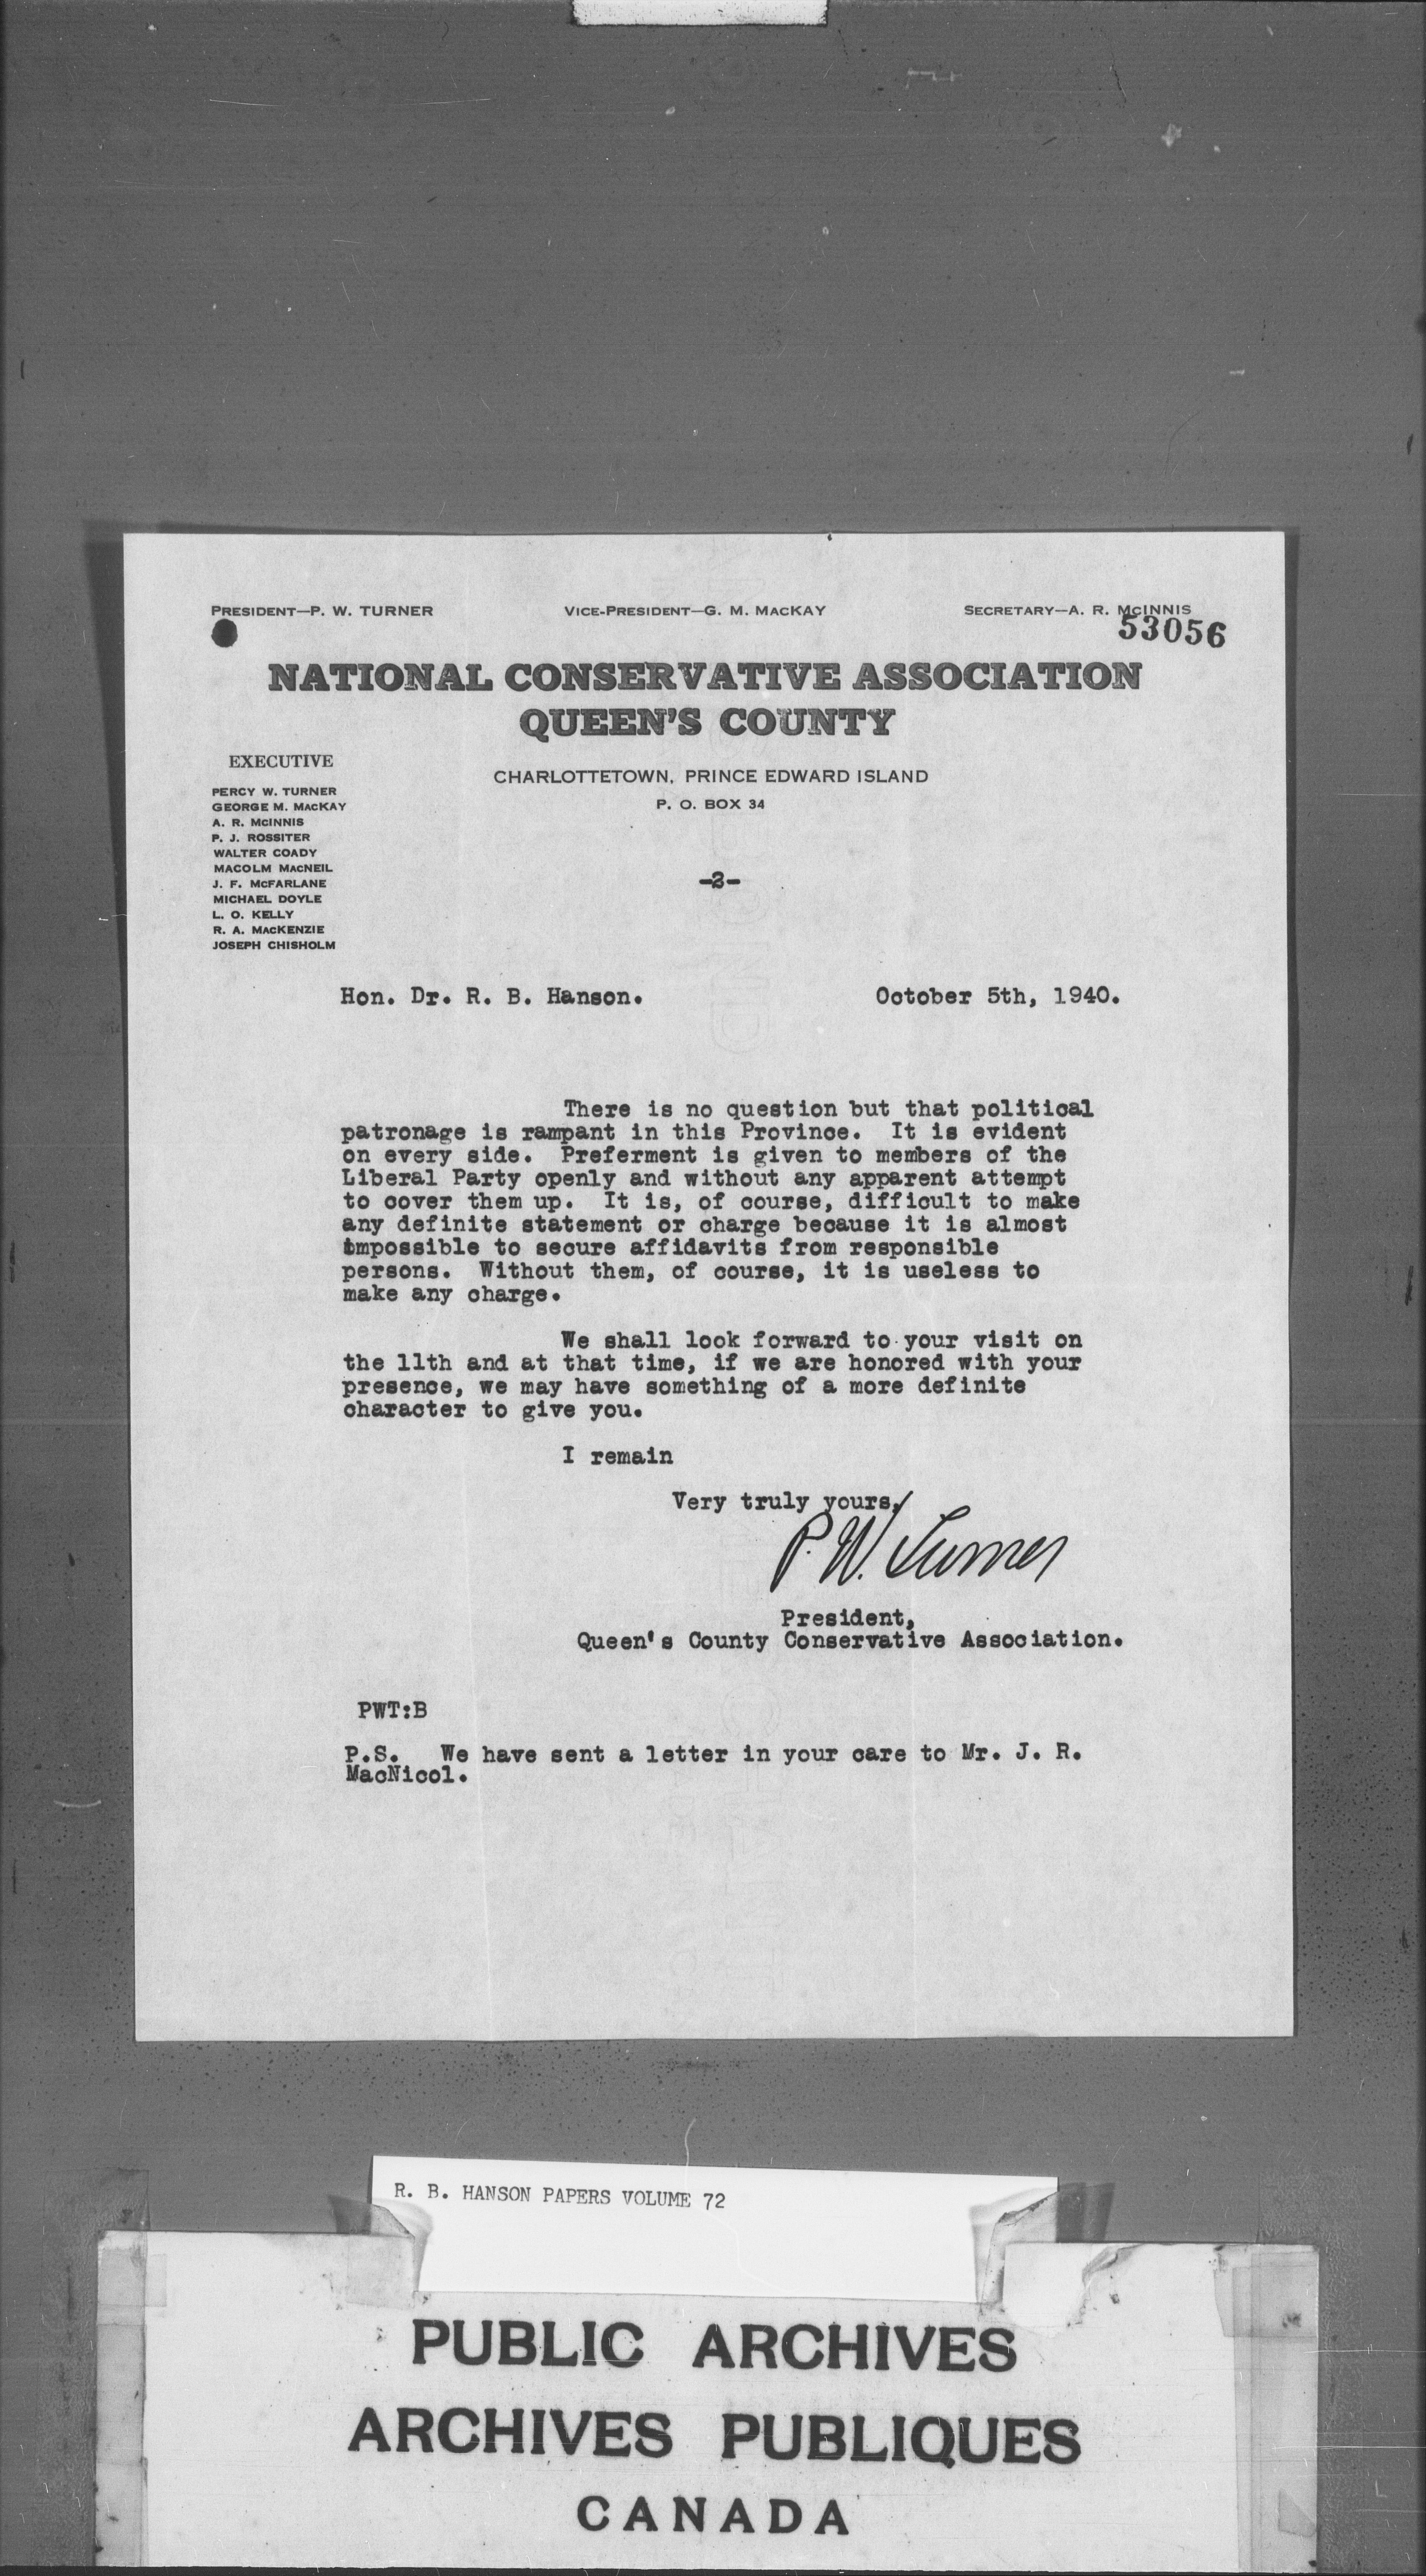 PRESIDENT—P. W. TURNER VICE-PRESIDENT—G. M. MACKAY SECRETARY—A. R. MCINNIS
53056
NATIONAL CONSERVATIVE ASSOCIATION
QUEEN'S COUNTY
CHARLOTTETOWN, PRINCE EDWARD ISLAND
P. O. BOX 34
EXECUTIVE
PERCY W. TURNER
GEORGE M. MACKAY
A. R. MCINNIS
P. J. ROSSITER
WALTER COADY
MACOLM MACNEIL
J. F. MCFARLANE
MICHAEL DOYLE
L. O. KELLY
R. A. MACKENZIE
JOSEPH CHISHOLM
-2-
Hon. Dr. R. B. Hanson. October 5th, 1940.
There is no question but that political
patronage is rampant in this Province. It is evident
on every side. Preferment is given to members of the
Liberal Party openly and without any apparent attempt
to cover them up. It is, of course, difficult to make
any definite statement or charge because it is almost
impossible to secure affidavits from responsible
persons. Without them, of course, it is useless to
make any charge.
We shall look forward to your visit on
the 11th and at that time, if we are honored with your
presence, we may have something of a more definite
character to give you.
I remain
Very truly yours,
P. W. Turner
President,
Queen's County Conservative Association.
PWT:B
P.S. We have sent a letter in your care to Mr. J. R.
MacNicol.
R. B. HANSON PAPERS VOLUME 72
PUBLIC ARCHIVES
ARCHIVES PUBLIQUES
CANADA